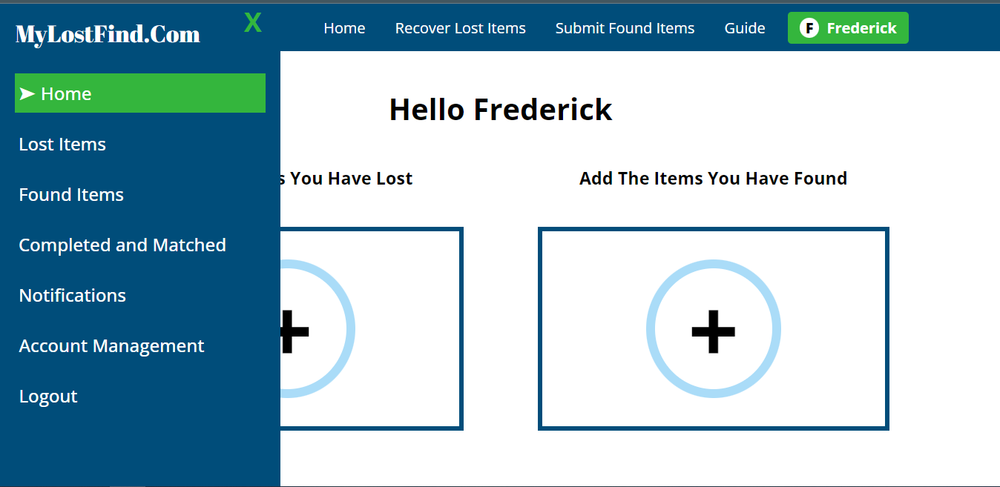 MyLostFind.Com
X
Home Recover Lost Items Submit Found Items Guide F Frederick
➤ Home
Lost Items
Found Items
Completed and Matched
Notifications
Account Management
Logout
Hello Frederick
s You Have Lost
Add The Items You Have Found
+
+